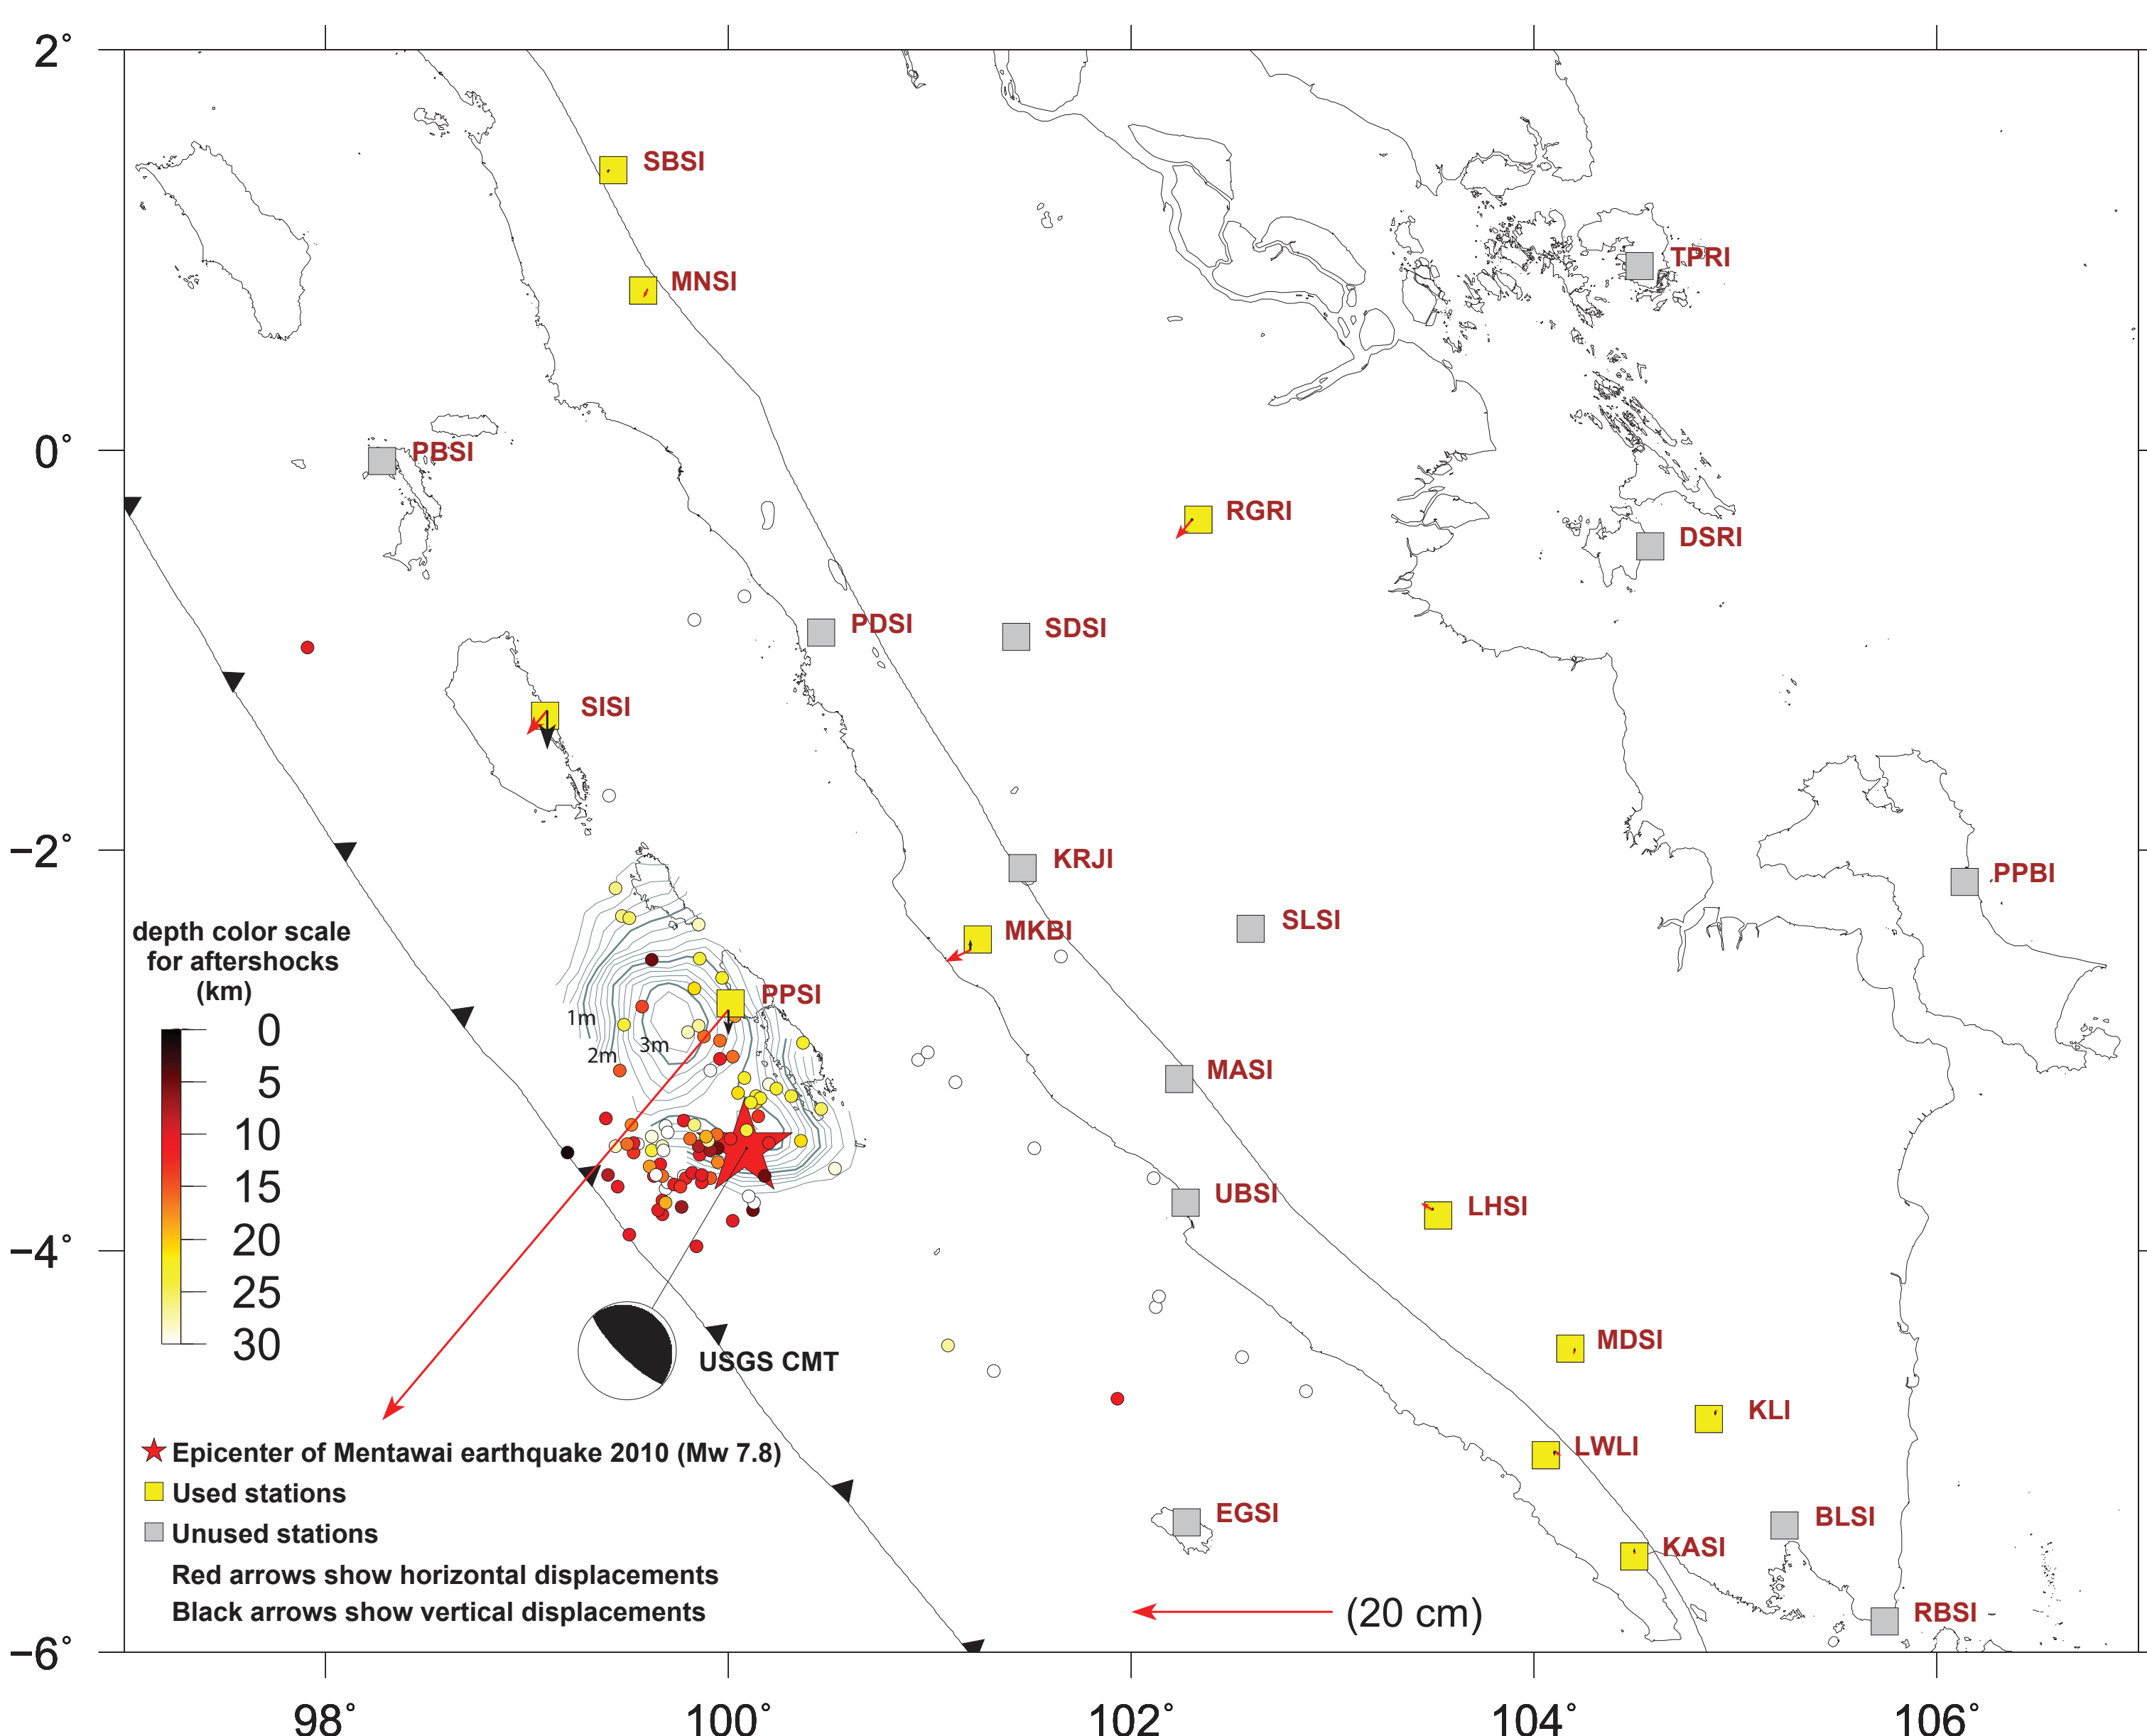 2°
SBSI
TPRI
MNSI
0°
PBSI
RGRI
DSRI
PDSI
SDSI
SISI
−2°
KRJI
PPBI
SLSI
MKBI
depth color scale
for aftershocks
(km)
PPSI
1m
2m
3m
0
5
10
15
20
25
30
MASI
UBSI
LHSI
−4°
MDSI
USGS CMT
KLI
LWLI
Epicenter of Mentawai earthquake 2010 (Mw 7.8)
Used stations
Unused stations
Red arrows show horizontal displacements
Black arrows show vertical displacements
EGSI
BLSI
KASI
(20 cm)
RBSI
−6°
98°
100°
102°
104°
106°